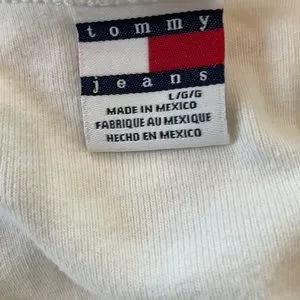 tommy
jeans
L/G/G
MADE IN MEXICO
FABRIQUE AU MEXIQUE
HECHO EN MEXICO